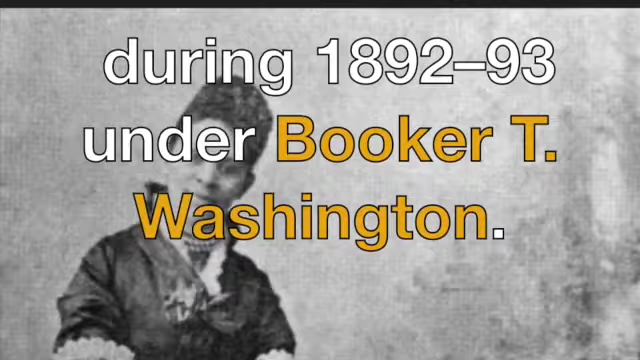 during 1892–93
under Booker T.
Washington.